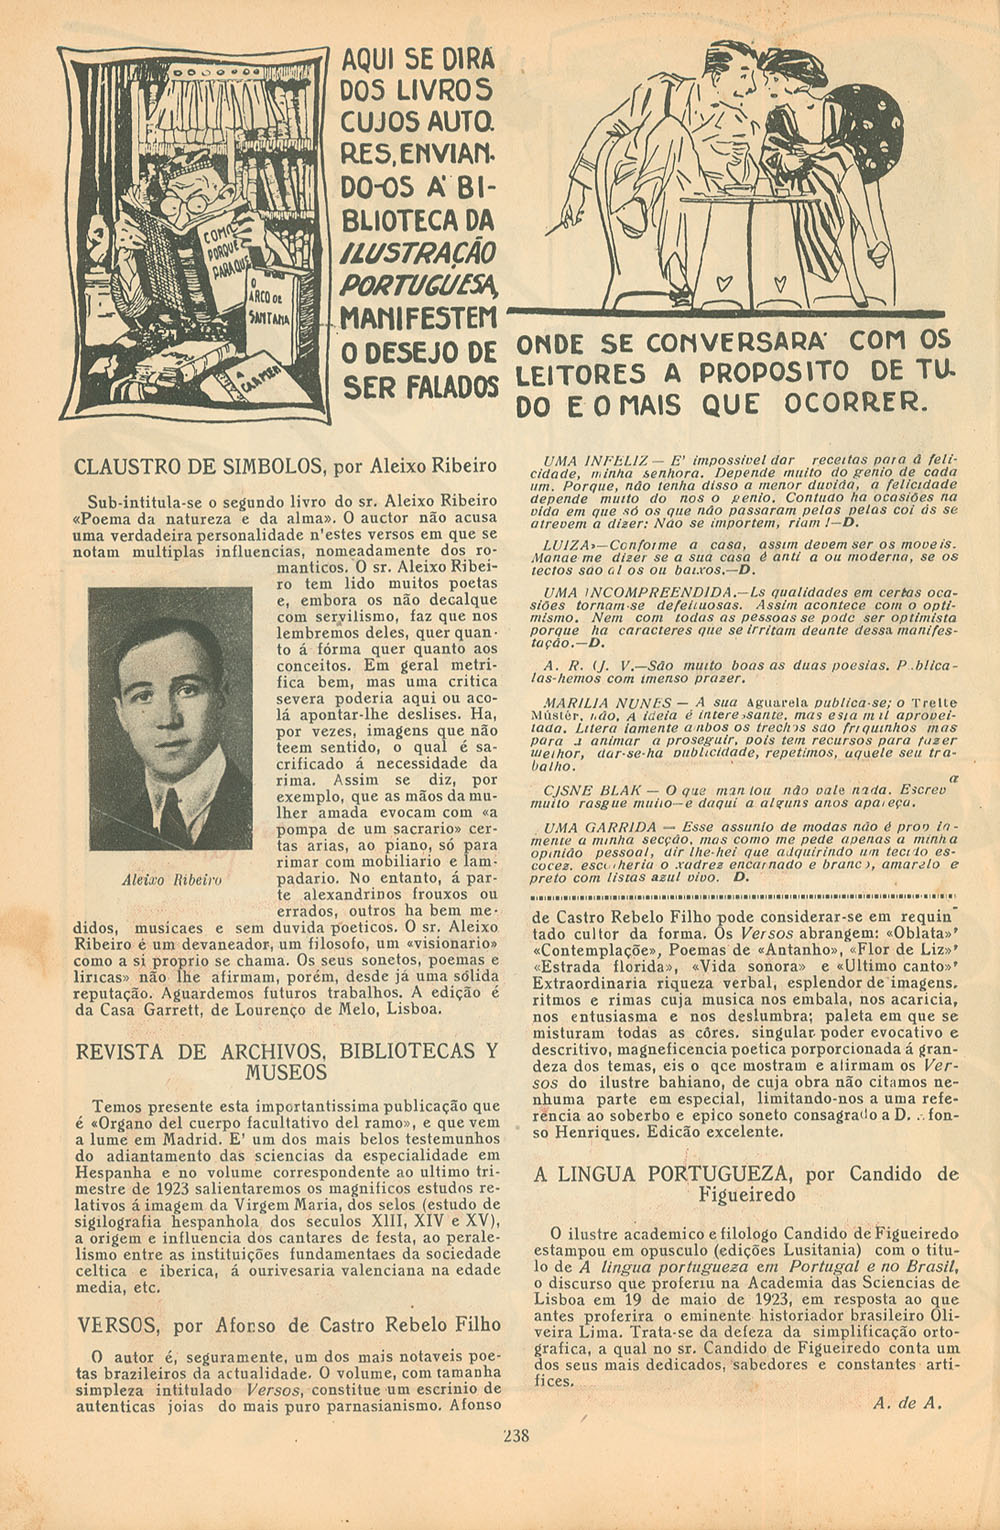 AQUI SE DIRÁ
DOS LIVROS
CUJOS AUTO-
RES, ENVIAN-
DO-OS Á BI-
BLIOTECA DA
ILUSTRAÇÃO
PORTUGUESA,
MANIFESTEM
O DESEJO DE
SER FALADOS
COMO
PORQUE
PARA QUE
O
ARCO DE
SANTANA
A
CARMEN
ONDE SE CONVERSARÁ COM OS
LEITORES A PROPOSITO DE TU-
DO E O MAIS QUE OCORRER.
CLAUSTRO DE SIMBOLOS, por Aleixo Ribeiro
Sub-intitula-se o segundo livro do sr. Aleixo Ribeiro
«Poema da natureza e da alma». O auctor não acusa
uma verdadeira personalidade n'estes versos em que se
notam multiplas influencias, nomeadamente dos ro-
manticos. O sr. Aleixo Ribei-
ro tem lido muitos poetas
e, embora os não decalque
com servilismo, faz que nos
lembremos deles, quer quan-
to á fórma quer quanto aos
conceitos. Em geral metri-
fica bem, mas uma critica
severa poderia aqui ou aco-
lá apontar-lhe deslises. Ha,
por vezes, imagens que não
teem sentido, o qual é sa-
crificado á necessidade da
rima. Assim se diz, por
exemplo, que as mãos da mu-
lher amada evocam com «a
pompa de um sacrario» cer-
tas arias, ao piano, só para
rimar com mobiliario e lam-
padario. No entanto, á par-
te alexandrinos frouxos ou
errados, outros ha bem me-
didos, musicaes e sem duvida poeticos. O sr. Aleixo
Ribeiro é um devaneador, um filosofo, um «visionario»
como a si proprio se chama. Os seus sonetos, poemas e
liricas» não lhe afirmam, porém, desde já uma sólida
reputação. Aguardemos futuros trabalhos. A edição é
da Casa Garrett, de Lourenço de Melo, Lisboa.
Aleixo Ribeiro
REVISTA DE ARCHIVOS, BIBLIOTECAS Y
MUSEOS
Temos presente esta importantissima publicação que
é «Organo del cuerpo facultativo del ramo», e que vem
a lume em Madrid. E' um dos mais belos testemunhos
do adiantamento das sciencias da especialidade em
Hespanha e no volume correspondente ao ultimo tri-
mestre de 1923 salientaremos os magnificos estudos re-
lativos á imagem da Virgem Maria, dos selos (estudo de
sigilografia hespanhola dos seculos XIII, XIV e XV),
a origem e influencia dos cantares de festa, ao perale-
lismo entre as instituições fundamentaes da sociedade
celtica e iberica, á ourivesaria valenciana na edade
media, etc.
VERSOS, por Afonso de Castro Rebelo Filho
O autor é, seguramente, um dos mais notaveis poe-
tas brazileiros da actualidade. O volume, com tamanha
simpleza intitulado Versos, constitue um escrinio de
autenticas joias do mais puro parnasianismo. Afonso
UMA INFELIZ — E' impossivel dar receitas para a feli-
cidade, minha senhora. Depende muito do genio de cada
um. Porque, não tenha disso a menor duvida, a felicidade
depende muito do nos o genio. Contudo ha ocasiões na
vida em que só os que não passaram pelas pelas coi ás se
atrevem a dizer: Não se importem, riam !—D.
LUIZA»—Conforme a casa, assim devem ser os moveis.
Manae me dizer se a sua casa é anti a ou moderna, se os
tectos são al os ou baixos.—D.
UMA INCOMPREENDIDA.—Ls qualidades em certas oca-
siões tornam-se defeituosas. Assim acontece com o opti-
mismo. Nem com todas as pessoas se pode ser optimista
porque ha caracteres que se irritam deante dessa manifes-
tação.—D.
A. R. (J. V.—São muito boas as duas poesias. P blica-
las-hemos com imenso prazer.
MARILIA NUNES — A sua Aguarela publica-se; o Trelte
Mústér, não. A ideia é interessante, mas esta m l aprovei-
tada. Litera iamente ambos os trechos são fraquinhos mas
para a animar a proseguir, pois tem recursos para fazer
melhor, dar-se-ha publicidade, repetimos, aquele seu tra-
balho.
CISNE BLAK — O que mandou não vale nada. Escreva
muito rasgue muito—e daqui a alguns anos apareça.
UMA GARRIDA — Esse assunto de modas não é prop ia-
mente a minha secção, mas como me pede apenas a minha
opinião pessoal, dir lhe-hei que adquirindo um tecido es-
cocez. escolheria o xadrez encarnado e branco, amarelo e
preto com listas azul vivo. D.
de Castro Rebelo Filho pode considerar-se em requin-
tado cultor da forma. Os Versos abrangem: «Oblata»'
«Contemplaçõe», Poemas de «Antanho», «Flor de Liz»'
«Estrada florida», «Vida sonora» e «Ultimo canto»'
Extraordinaria riqueza verbal, esplendor de imagens,
ritmos e rimas cuja musica nos embala, nos acaricia,
nos entusiasma e nos deslumbra; paleta em que se
misturam todas as côres, singular poder evocativo e
descritivo, magneficencia poetica porporcionada á gran-
deza dos temas, eis o qce mostram e afirmam os Ver-
sos do ilustre bahiano, de cuja obra não citamos ne-
nhuma parte em especial, limitando-nos a uma refe-
rencia ao soberbo e epico soneto consagrado a D. fon-
so Henriques. Edicão excelente.
A LINGUA PORTUGUEZA, por Candido de
Figueiredo
O ilustre academico e filologo Candido de Figueiredo
estampou em opusculo (edições Lusitania) com o titu-
lo de A lingua portugueza em Portugal e no Brasil,
o discurso que proferiu na Academia das Sciencias de
Lisboa em 19 de maio de 1923, em resposta ao que
antes proferira o eminente historiador brasileiro Oli-
veira Lima. Trata-se da defeza da simplificação orto-
grafica, a qual no sr. Candido de Figueiredo conta um
dos seus mais dedicados, sabedores e constantes arti-
fices.
A. de A.
238